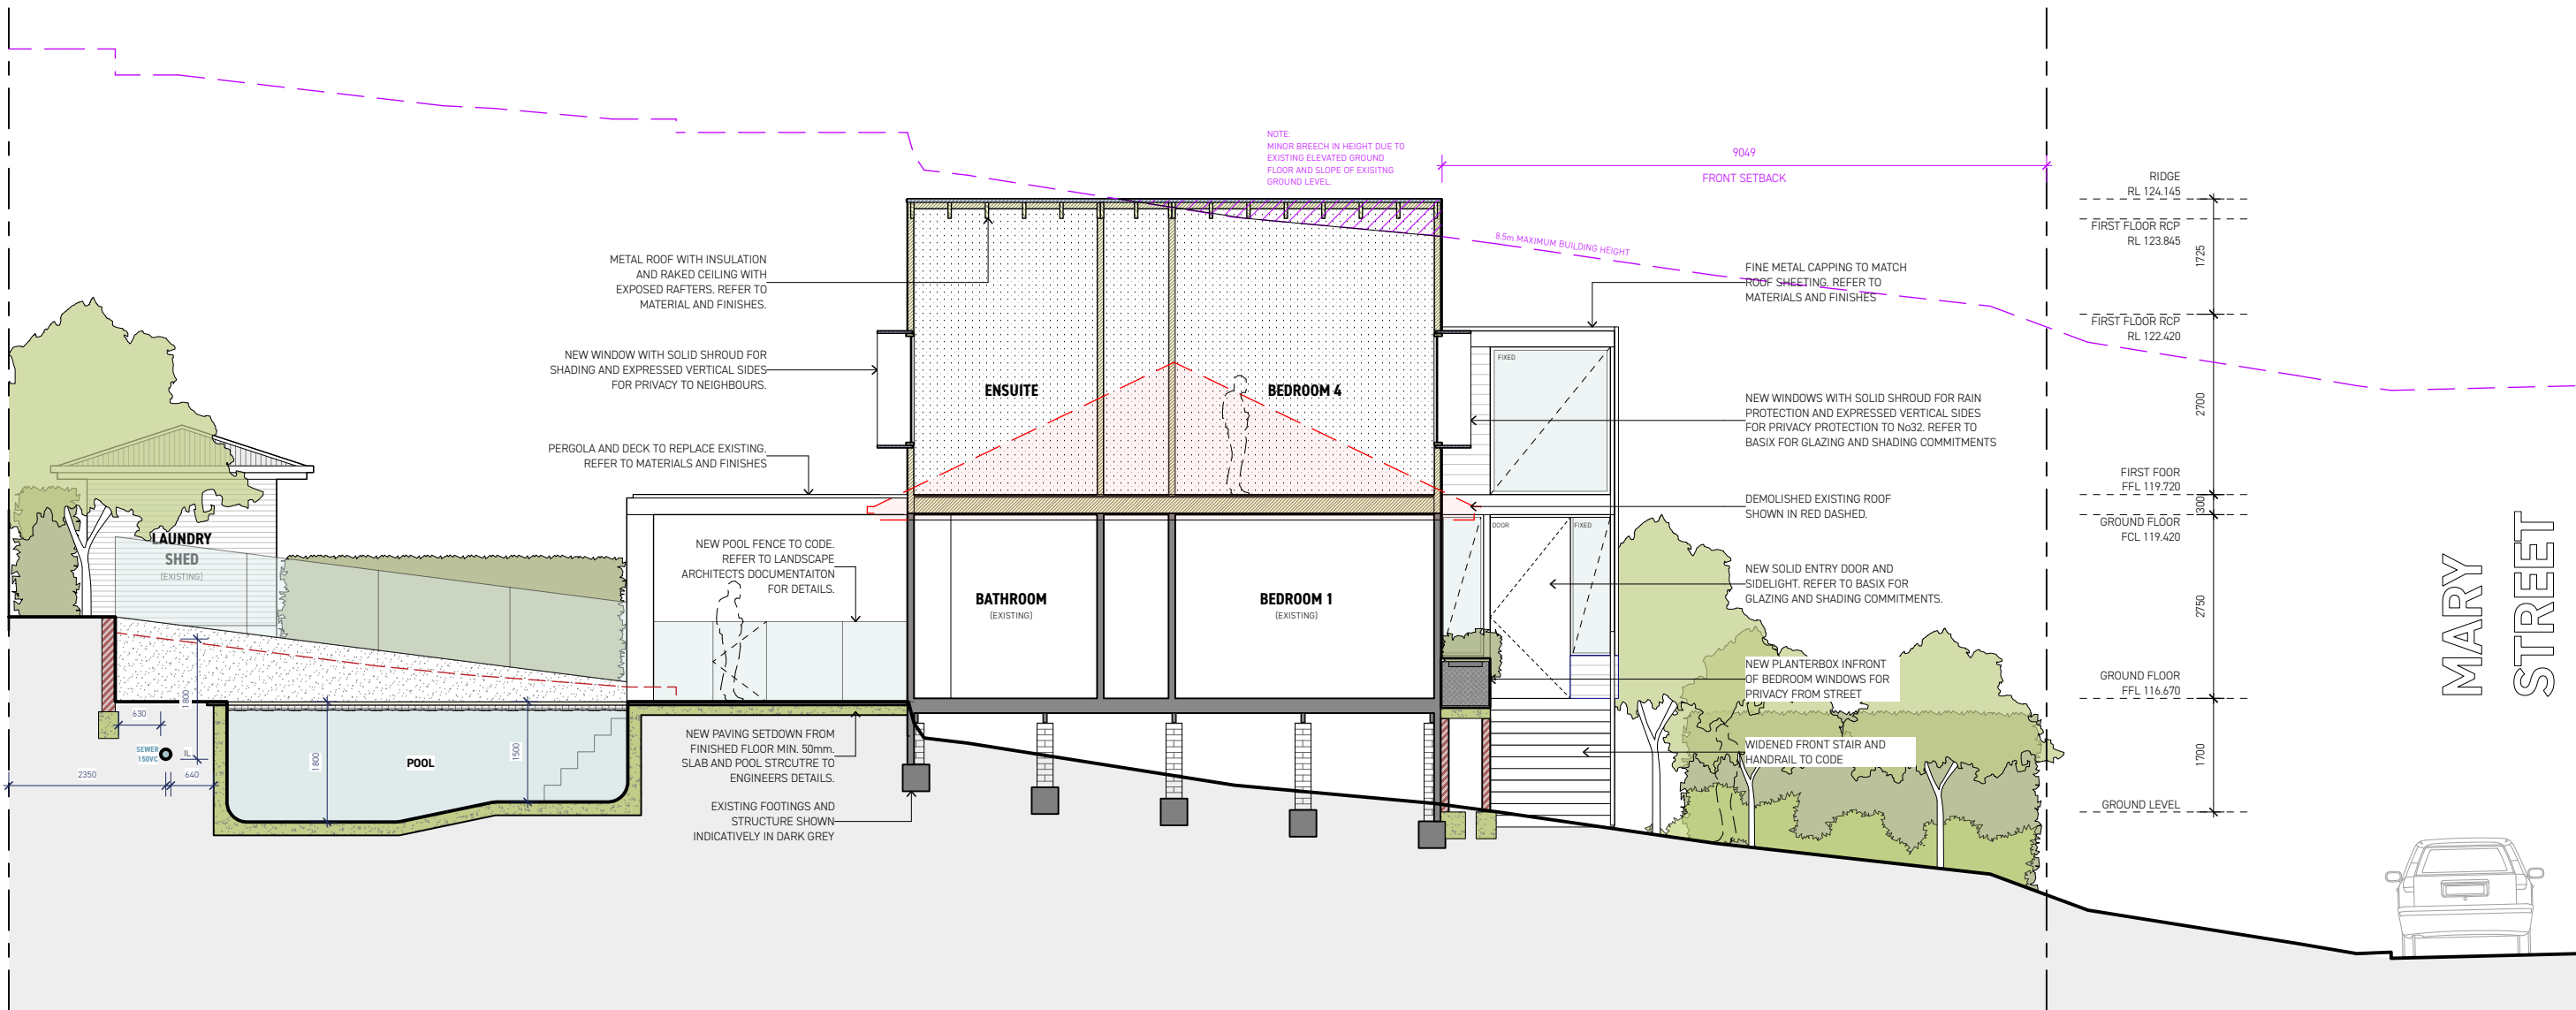 NOTE:
MINOR BREECH IN HEIGHT DUE TO
EXISTING ELEVATED GROUND
FLOOR AND SLOPE OF EXISITNG
GROUND LEVEL.
9049
FRONT SETBACK
8.5m MAXIMUM BUILDING HEIGHT
RIDGE
RL 124.145
FIRST FLOOR RCP
RL 123.845
1725
FIRST FLOOR RCP
RL 122.420
2700
FIRST FOOR
FFL 119.720
300
GROUND FLOOR
FCL 119.420
2750
GROUND FLOOR
FFL 116.670
1700
GROUND LEVEL
METAL ROOF WITH INSULATION
AND RAKED CEILING WITH
EXPOSED RAFTERS. REFER TO
MATERIAL AND FINISHES.
NEW WINDOW WITH SOLID SHROUD FOR
SHADING AND EXPRESSED VERTICAL SIDES
FOR PRIVACY TO NEIGHBOURS.
PERGOLA AND DECK TO REPLACE EXISTING.
REFER TO MATERIALS AND FINISHES
NEW POOL FENCE TO CODE.
REFER TO LANDSCAPE
ARCHITECTS DOCUMENTAITON
FOR DETAILS.
NEW PAVING SETDOWN FROM
FINISHED FLOOR MIN. 50mm.
SLAB AND POOL STRCUTRE TO
ENGINEERS DETAILS.
EXISTING FOOTINGS AND
STRUCTURE SHOWN
INDICATIVELY IN DARK GREY
ENSUITE
BEDROOM 4
BATHROOM
(EXISTING)
BEDROOM 1
(EXISTING)
LAUNDRY
SHED
(EXISTING)
POOL
SEWER
150VC
IL
630
1800
2350
640
1800
1500
FIXED
DOOR
FIXED
FINE METAL CAPPING TO MATCH
ROOF SHEETING. REFER TO
MATERIALS AND FINISHES
NEW WINDOWS WITH SOLID SHROUD FOR RAIN
PROTECTION AND EXPRESSED VERTICAL SIDES
FOR PRIVACY PROTECTION TO No32. REFER TO
BASIX FOR GLAZING AND SHADING COMMITMENTS
DEMOLISHED EXISTING ROOF
SHOWN IN RED DASHED.
NEW SOLID ENTRY DOOR AND
SIDELIGHT. REFER TO BASIX FOR
GLAZING AND SHADING COMMITMENTS.
NEW PLANTERBOX INFRONT
OF BEDROOM WINDOWS FOR
PRIVACY FROM STREET
WIDENED FRONT STAIR AND
HANDRAIL TO CODE
MARY
STREET